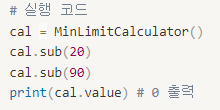 # 실행 코드
cal = MinLimitCalculator()
cal.sub(20)
cal.sub(90)
print(cal.value) # 0 출력